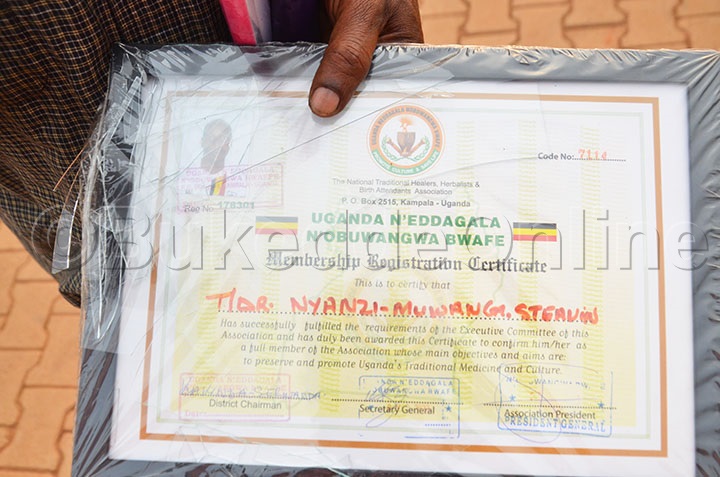 Code No: 7114
The National Traditional Healers, Herbalists &
Birth Attendants Association
P. O. Box 2515, Kampala - Uganda
Reg No 178301
UGANDA N'EDDAGALA
NOBUWANGWA BWAFE
Membership Registration Certificate
This is to certify that
NYANZI-MUWANGA
Has successfully fulfilled the requirements of the Executive Committee of this
Association and has duly been awarded this Certificate to confirm him/her as
a full member of the Association whose main objectives and aims are:
to preserve and promote Uganda's Traditional Medicine and Culture.
District Chairman
Secretary General
Association President
PRESIDENT GENERAL
©BukeddeOnline